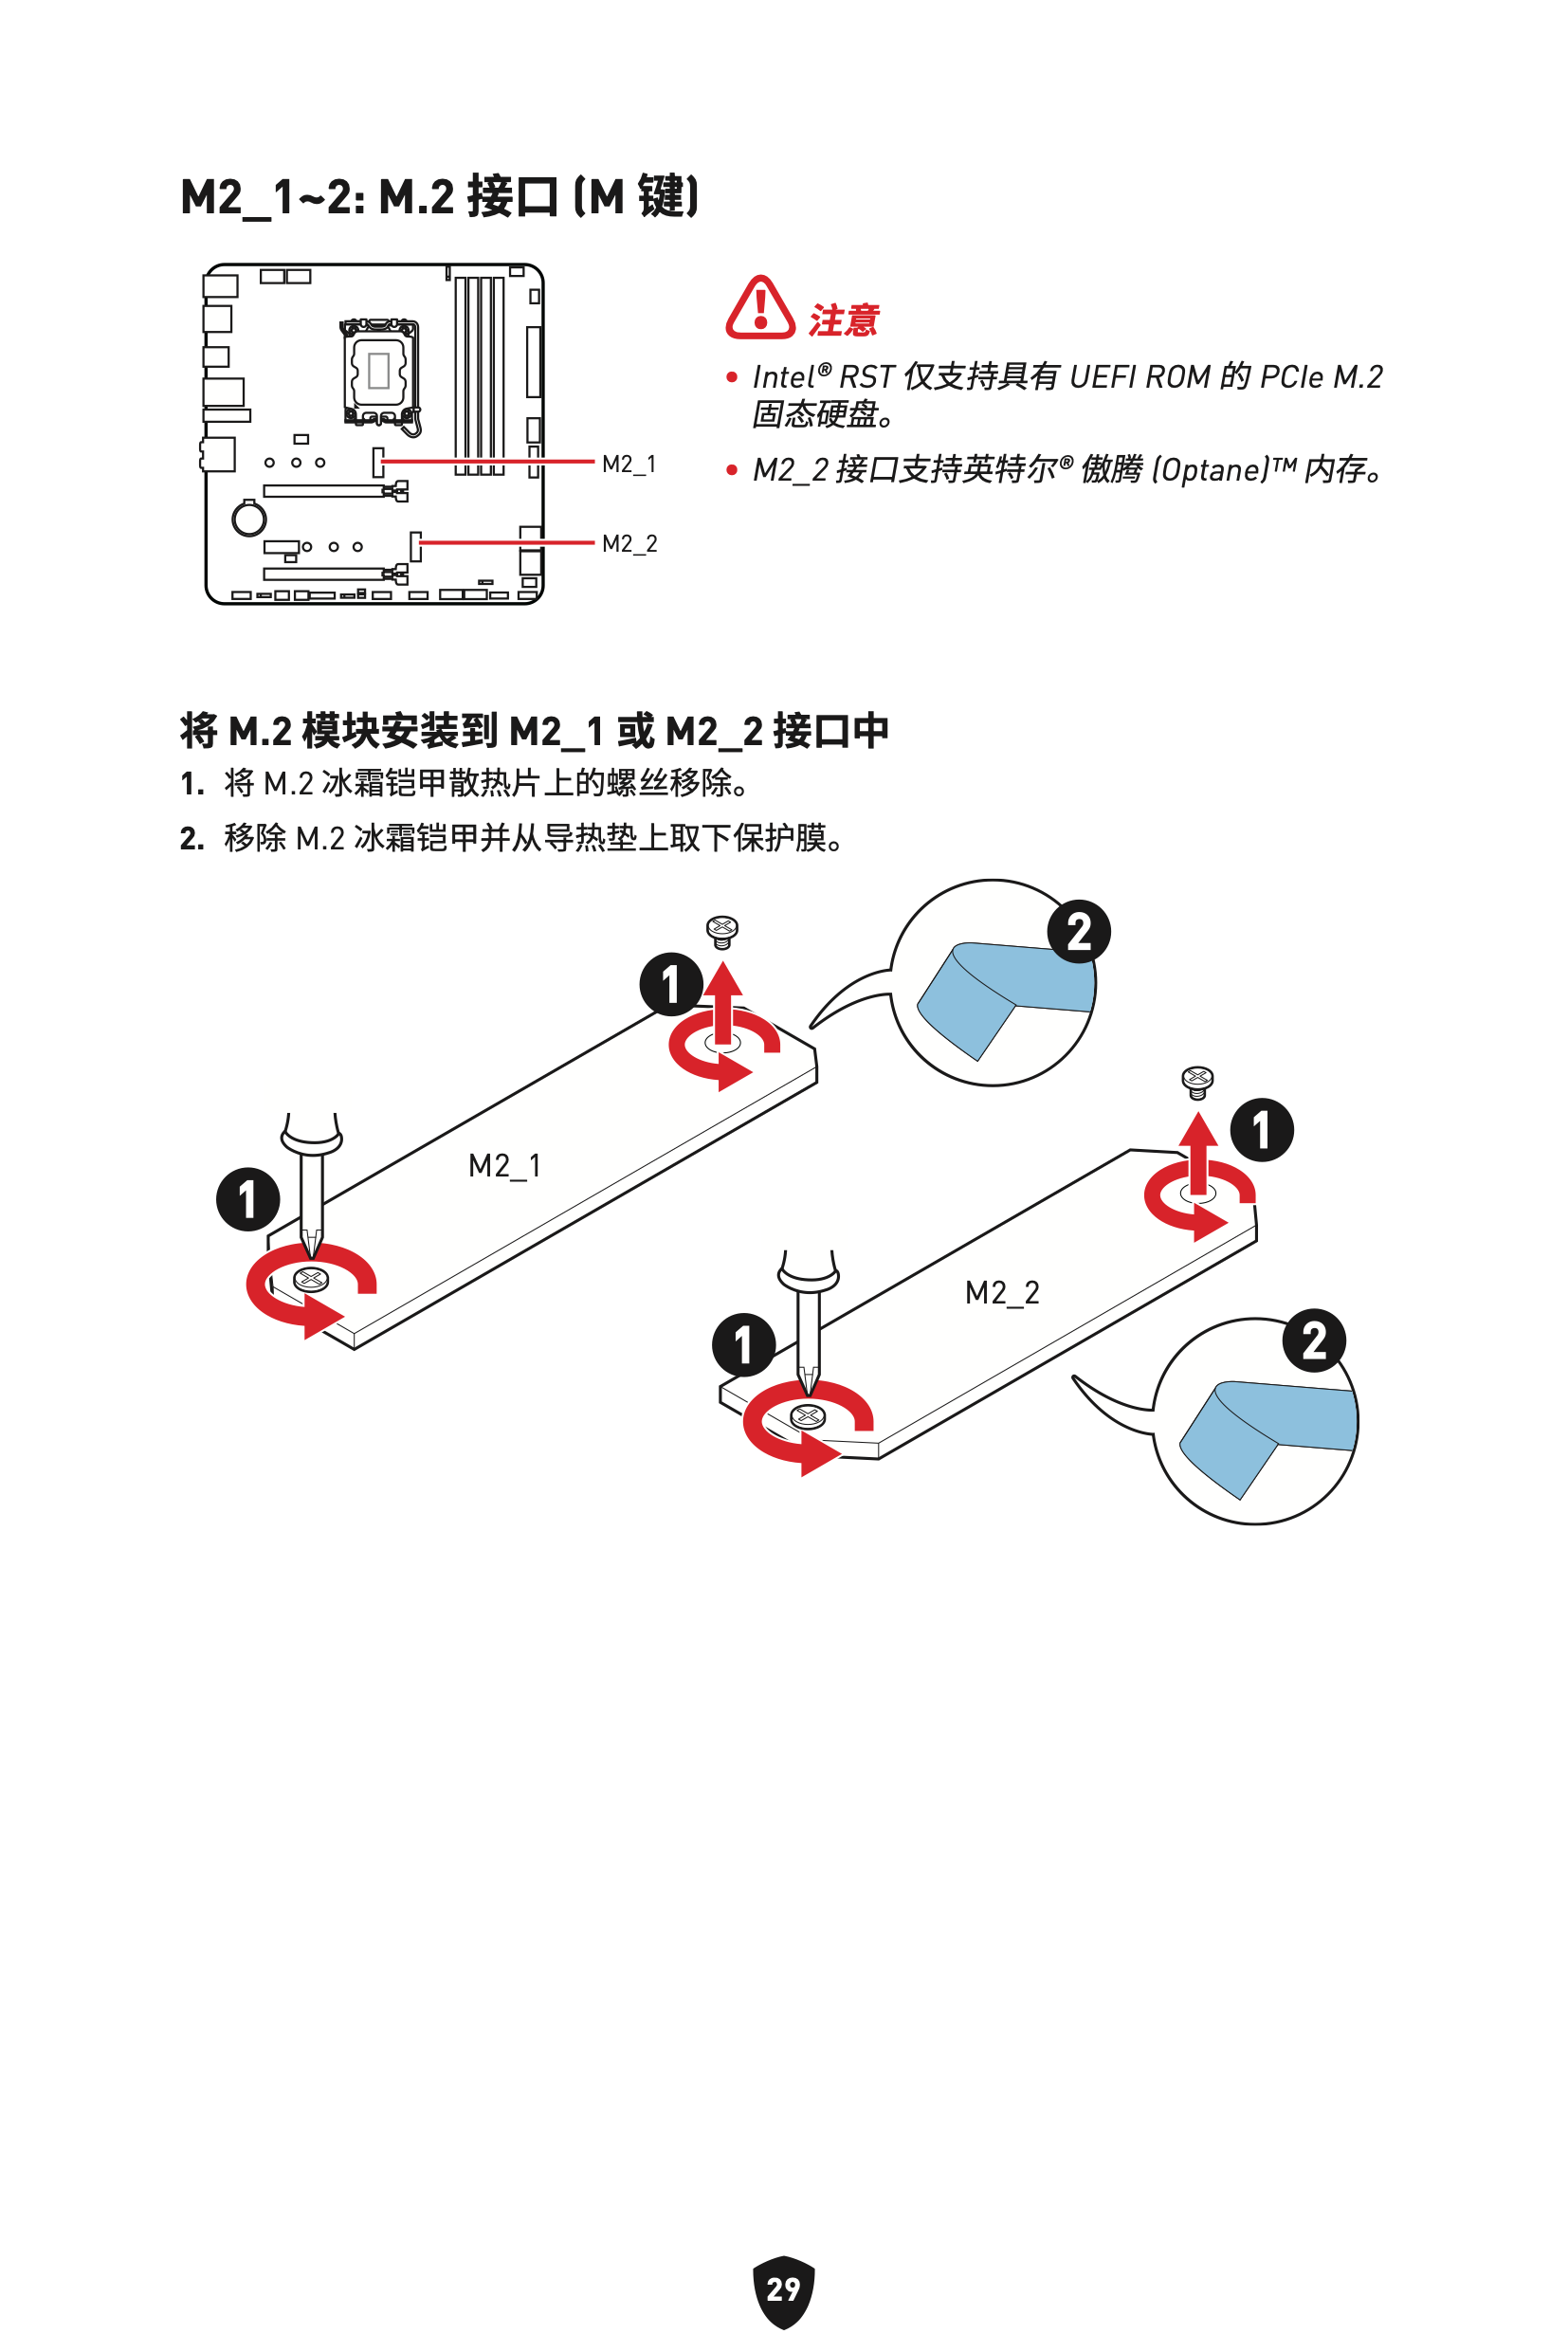 M2_1~2: M.2 接口 (M 键)
M2_1
M2_2
注意
• Intel® RST 仅支持具有 UEFI ROM 的 PCIe M.2
固态硬盘。
• M2_2 接口支持英特尔® 傲腾 (Optane)™ 内存。
将 M.2 模块安装到 M2_1 或 M2_2 接口中
1. 将 M.2 冰霜铠甲散热片上的螺丝移除。
2. 移除 M.2 冰霜铠甲并从导热垫上取下保护膜。
2
1
1
M2_1
1
M2_2
2
1
29